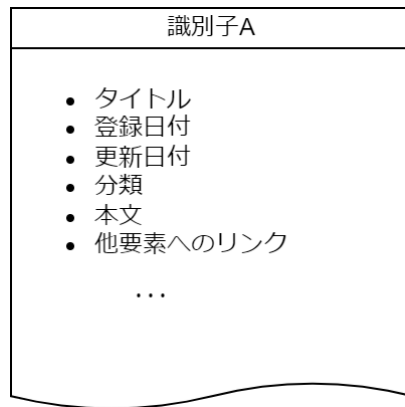 識別子A
• タイトル
• 登録日付
• 更新日付
• 分類
• 本文
• 他要素へのリンク
...